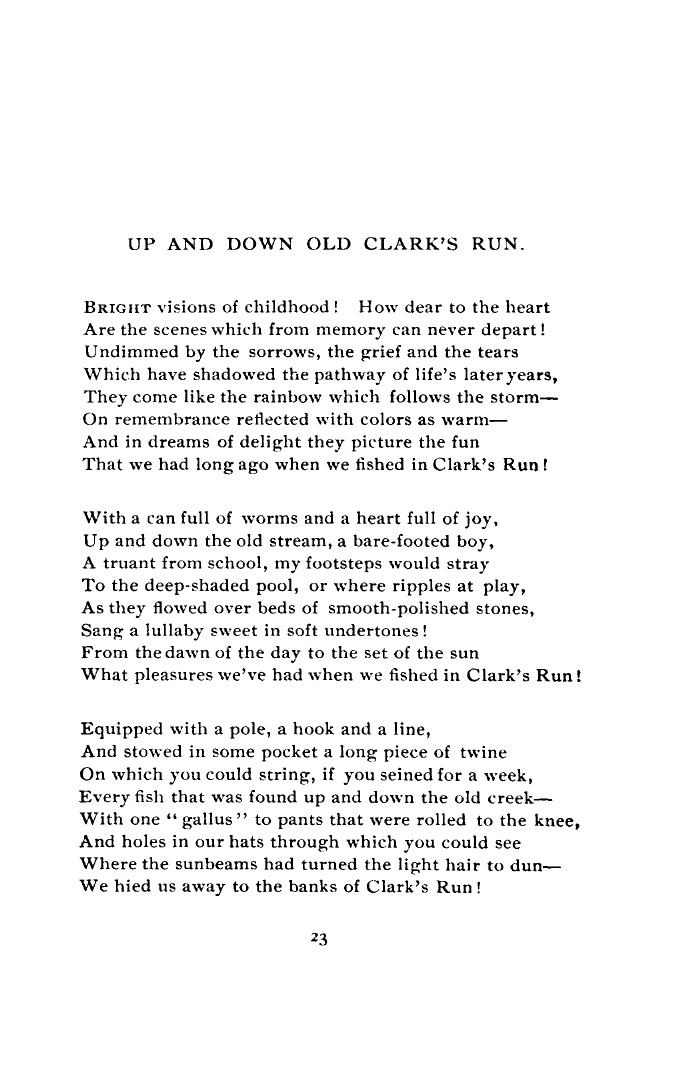 UP AND DOWN OLD CLARK'S RUN.
BRIGHT visions of childhood! How dear to the heart
Are the scenes which from memory can never depart!
Undimmed by the sorrows, the grief and the tears
Which have shadowed the pathway of life's later years,
They come like the rainbow which follows the storm—
On remembrance reflected with colors as warm—
And in dreams of delight they picture the fun
That we had long ago when we fished in Clark's Run!
With a can full of worms and a heart full of joy,
Up and down the old stream, a bare-footed boy,
A truant from school, my footsteps would stray
To the deep-shaded pool, or where ripples at play,
As they flowed over beds of smooth-polished stones,
Sang a lullaby sweet in soft undertones!
From the dawn of the day to the set of the sun
What pleasures we've had when we fished in Clark's Run!
Equipped with a pole, a hook and a line,
And stowed in some pocket a long piece of twine
On which you could string, if you seined for a week,
Every fish that was found up and down the old creek—
With one "gallus" to pants that were rolled to the knee,
And holes in our hats through which you could see
Where the sunbeams had turned the light hair to dun—
We hied us away to the banks of Clark's Run!
23